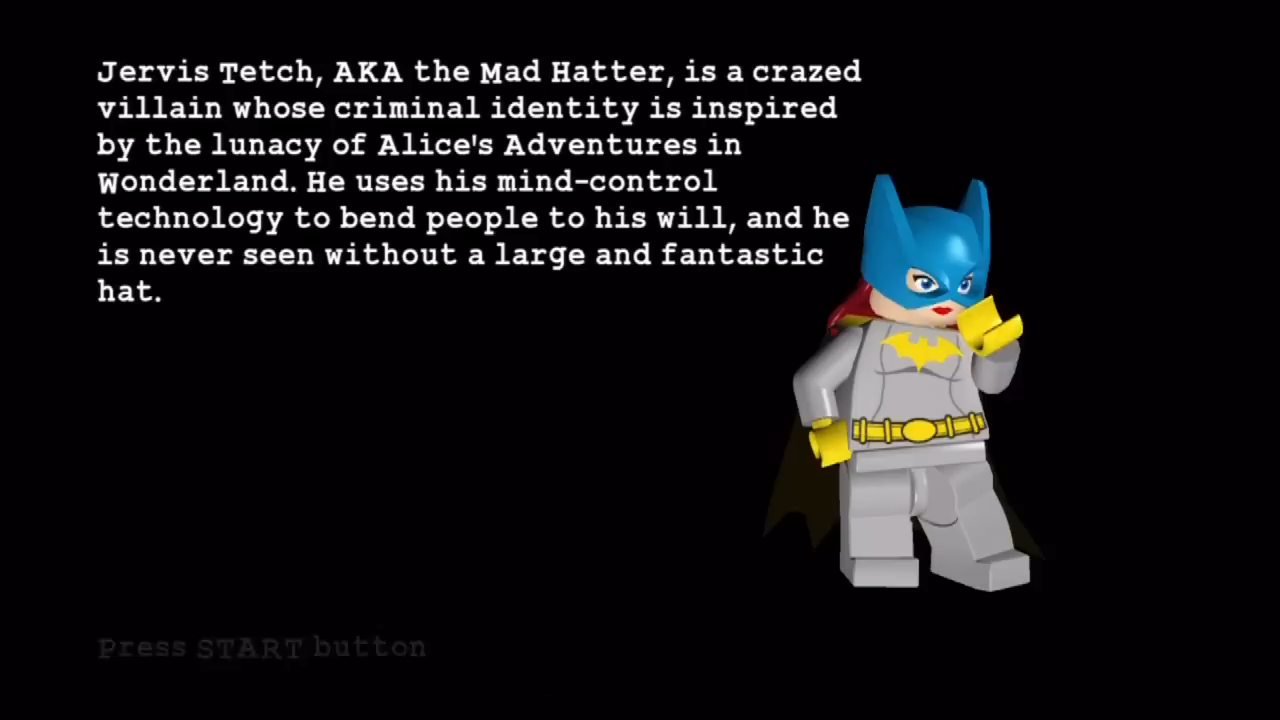 Jervis Tetch, AKA the Mad Hatter, is a crazed
villain whose criminal identity is inspired
by the lunacy of Alice's Adventures in
Wonderland. He uses his mind-control
technology to bend people to his will, and he
is never seen without a large and fantastic
hat.
Press START button